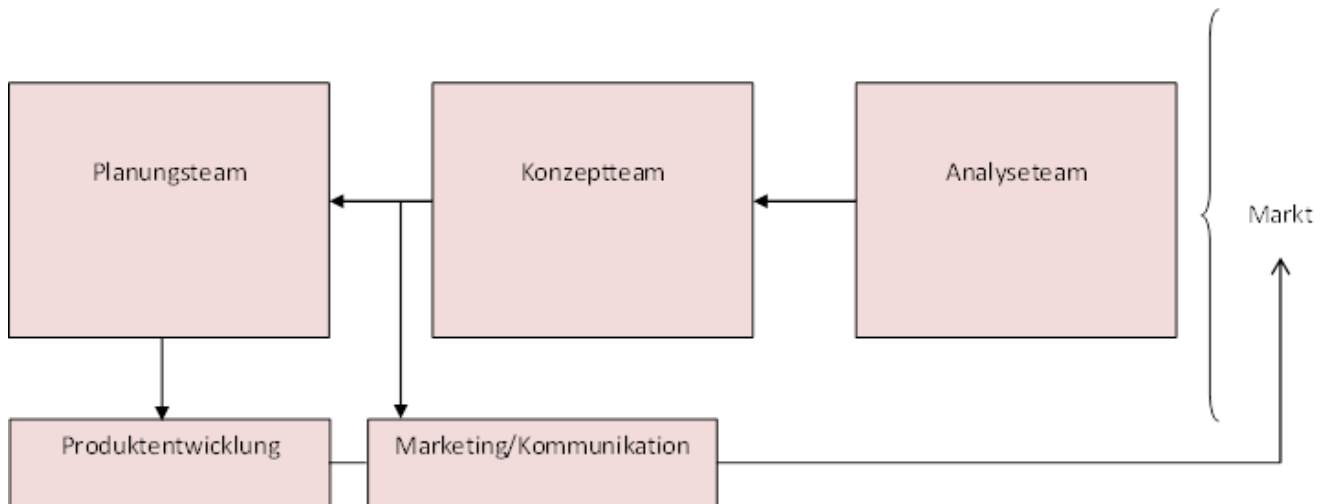 Planungsteam
Konzeptteam
Analyseteam
Markt
Produktentwicklung
Marketing/Kommunikation